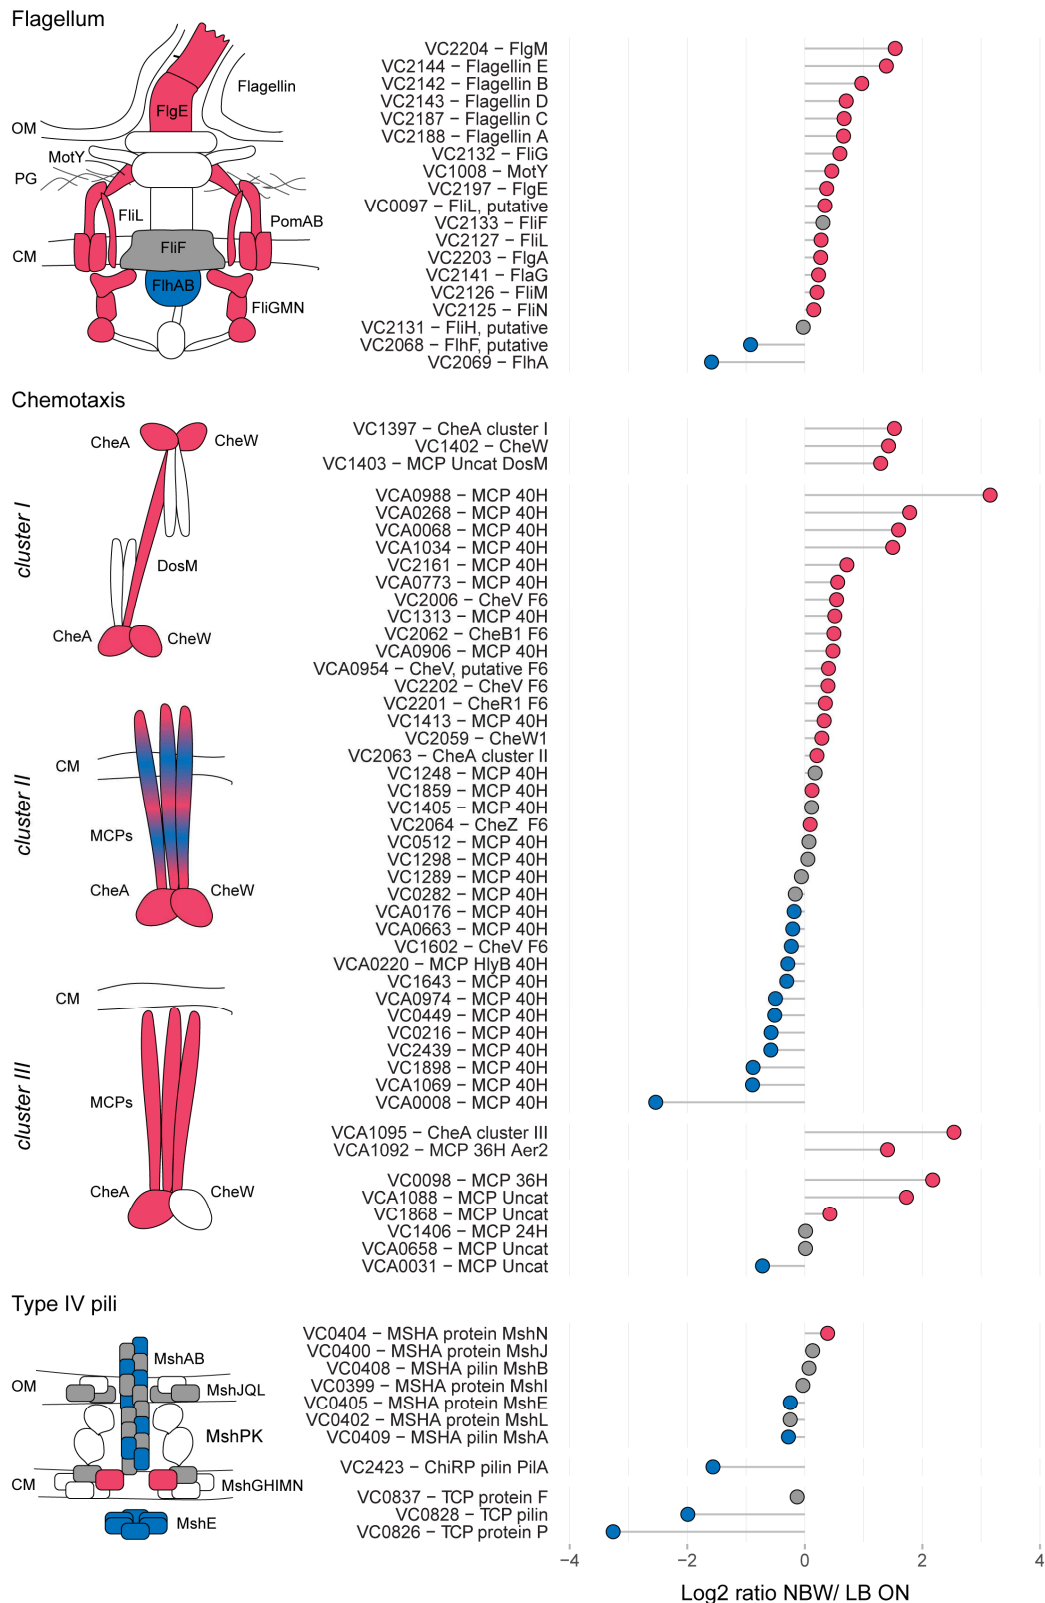 Flagellum
Flagellin
FlgE
OM
MotY
PG
FliL
PomAB
FliF
CM
FlhAB
FliGMN
VC2204 − FlgM
VC2144 − Flagellin E
VC2142 − Flagellin B
VC2143 − Flagellin D
VC2187 − Flagellin C
VC2188 − Flagellin A
VC2132 − FliG
VC1008 − MotY
VC2197 − FlgE
VC0097 − FliL, putative
VC2133 − FliF
VC2127 − FliL
VC2203 − FlgA
VC2141 − FlaG
VC2126 − FliM
VC2125 − FliN
VC2131 − FliH, putative
VC2068 − FlhF, putative
VC2069 − FlhA
Chemotaxis
cluster I
CheA
CheW
DosM
CheA
CheW
VC1397 − CheA cluster I
VC1402 − CheW
VC1403 − MCP Uncat DosM
cluster II
CM
MCPs
CheA
CheW
VCA0988 − MCP 40H
VCA0268 − MCP 40H
VCA0068 − MCP 40H
VCA1034 − MCP 40H
VC2161 − MCP 40H
VCA0773 − MCP 40H
VC2006 − CheV F6
VC1313 − MCP 40H
VC2062 − CheB1 F6
VCA0906 − MCP 40H
VCA0954 − CheV, putative F6
VC2202 − CheV F6
VC2201 − CheR1 F6
VC1413 − MCP 40H
VC2059 − CheW1
VC2063 − CheA cluster II
VC1248 − MCP 40H
VC1859 − MCP 40H
VC1405 − MCP 40H
VC2064 − CheZ F6
VC0512 − MCP 40H
VC1298 − MCP 40H
VC1289 − MCP 40H
VC0282 − MCP 40H
VCA0176 − MCP 40H
VCA0663 − MCP 40H
VC1602 − CheV F6
VCA0220 − MCP HlyB 40H
VC1643 − MCP 40H
VCA0974 − MCP 40H
VC0449 − MCP 40H
VC0216 − MCP 40H
VC2439 − MCP 40H
VC1898 − MCP 40H
VCA1069 − MCP 40H
VCA0008 − MCP 40H
cluster III
CM
MCPs
CheA
CheW
VCA1095 − CheA cluster III
VCA1092 − MCP 36H Aer2
VC0098 − MCP 36H
VCA1088 − MCP Uncat
VC1868 − MCP Uncat
VC1406 − MCP 24H
VCA0658 − MCP Uncat
VCA0031 − MCP Uncat
Type IV pili
MshAB
OM
MshJQL
MshPK
CM
MshGHIMN
MshE
VC0404 − MSHA protein MshN
VC0400 − MSHA protein MshJ
VC0408 − MSHA pilin MshB
VC0399 − MSHA protein MshI
VC0405 − MSHA protein MshE
VC0402 − MSHA protein MshL
VC0409 − MSHA pilin MshA
VC2423 − ChiRP pilin PilA
VC0837 − TCP protein F
VC0828 − TCP pilin
VC0826 − TCP protein P
−4 −2 0 2 4
Log2 ratio NBW/ LB ON